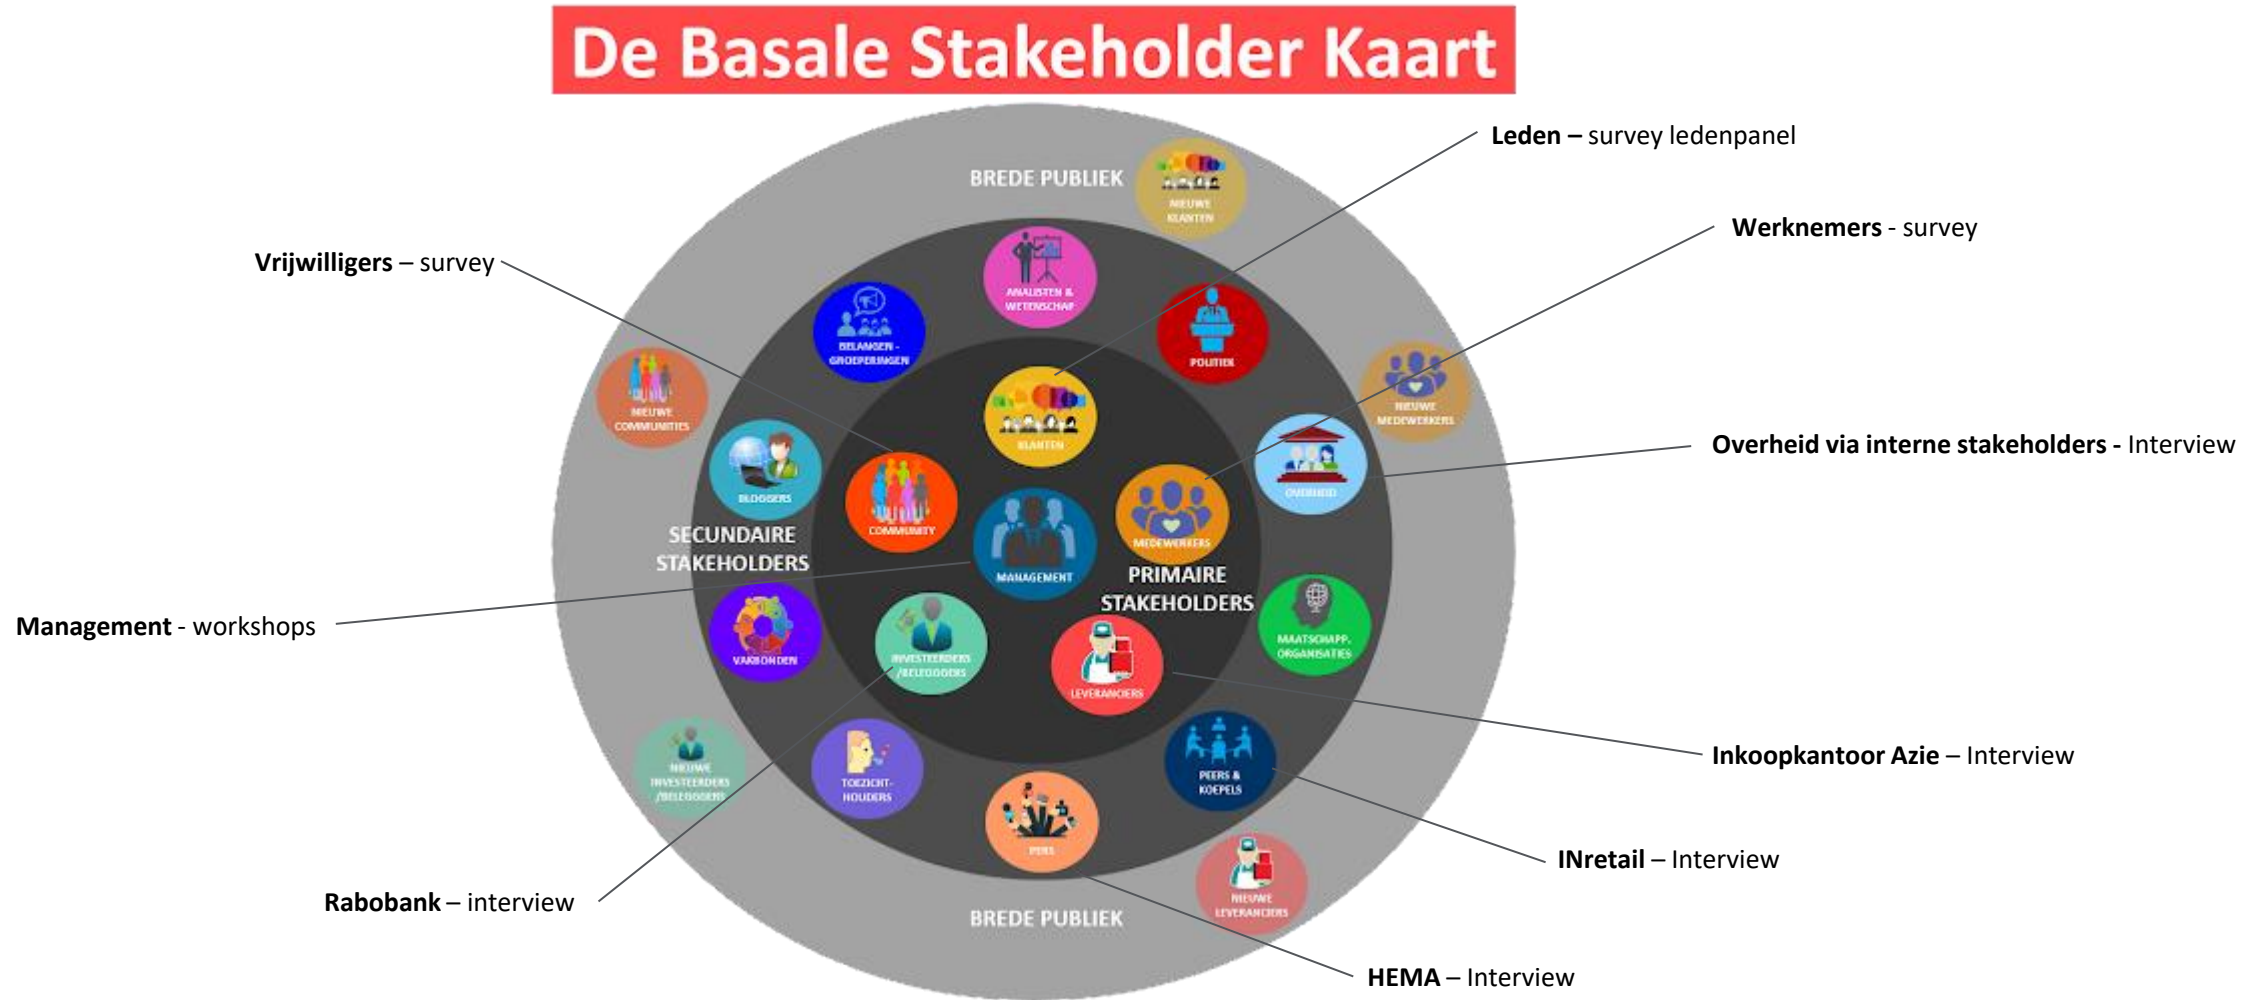 De Basale Stakeholder Kaart
Leden – survey ledenpanel
BREDE PUBLIEK
NIEUWE
KLANTEN
Werknemers - survey
Vrijwilligers – survey
ANALISTEN &
WETENSCHAP
BELANGEN -
GROEPERINGEN
POLITIEK
NIEUWE
COMMUNITIES
NIEUWE
MEDEWERKERS
KLANTEN
Overheid via interne stakeholders - Interview
BLOGGERS
OVERHEID
COMMUNITY
MEDEWERKERS
SECUNDAIRE
STAKEHOLDERS
MANAGEMENT
PRIMAIRE
STAKEHOLDERS
Management - workshops
MAATSCHAPP.
ORGANISATIES
VAKBONDEN
INVESTEERDERS
/BELEGGERS
LEVERANCIERS
Inkoopkantoor Azie – Interview
NIEUWE
INVESTEERDERS
/BELEGGERS
TOEZICHT-
HOUDERS
PEERS &
KOEPELS
PERS
INretail – Interview
Rabobank – interview
NIEUWE
LEVERANCIERS
BREDE PUBLIEK
HEMA – Interview